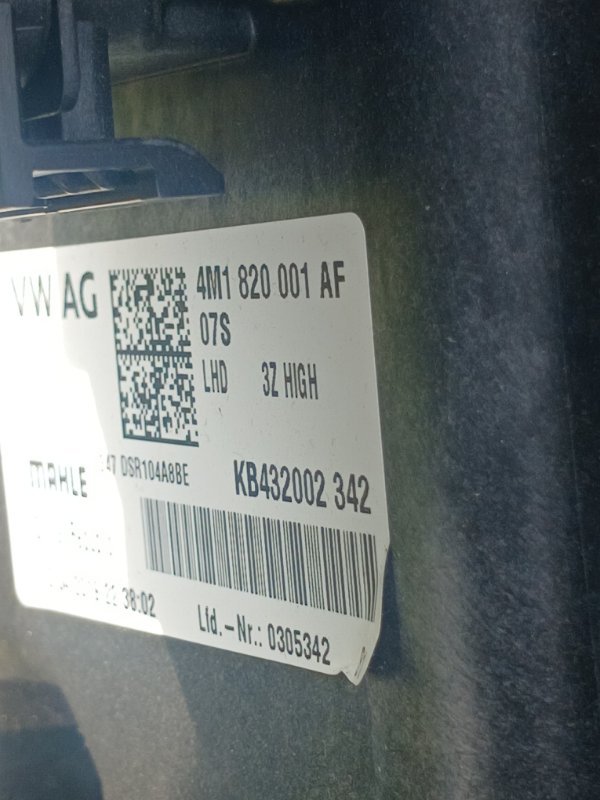 VW AG
4M1 820 001 AF
07S
LHD 3Z HIGH
47 DSR104A8BE
MAHLE
KB432002 342
38:02
Lfd.-Nr.: 0305342